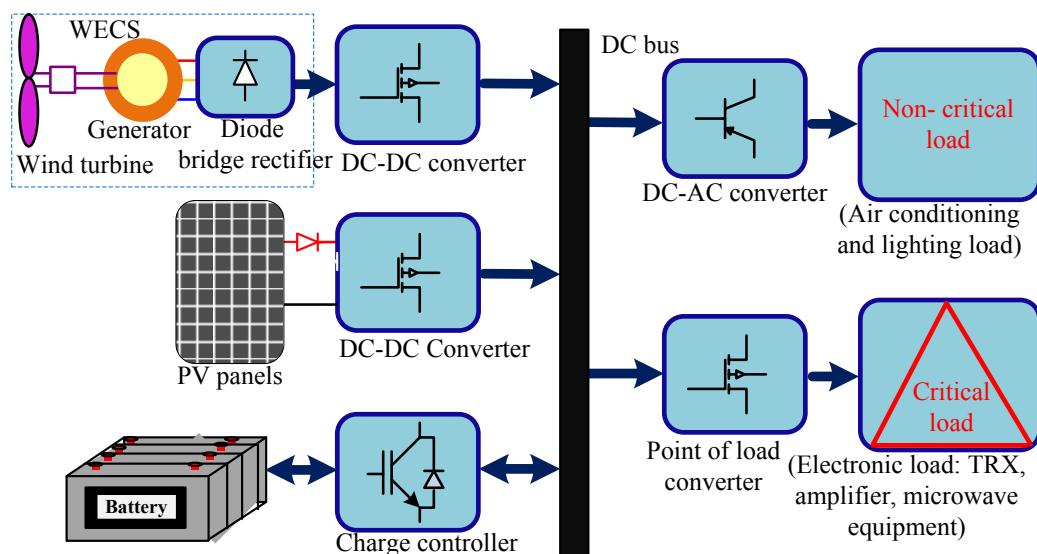 WECS
Generator
Diode
bridge rectifier
Wind turbine
DC-DC converter
PV panels
DC-DC Converter
Battery
Charge controller
DC bus
DC-AC converter
Non- critical
load
(Air conditioning
and lighting load)
Point of load
converter
Critical
load
(Electronic load: TRX,
amplifier, microwave
equipment)